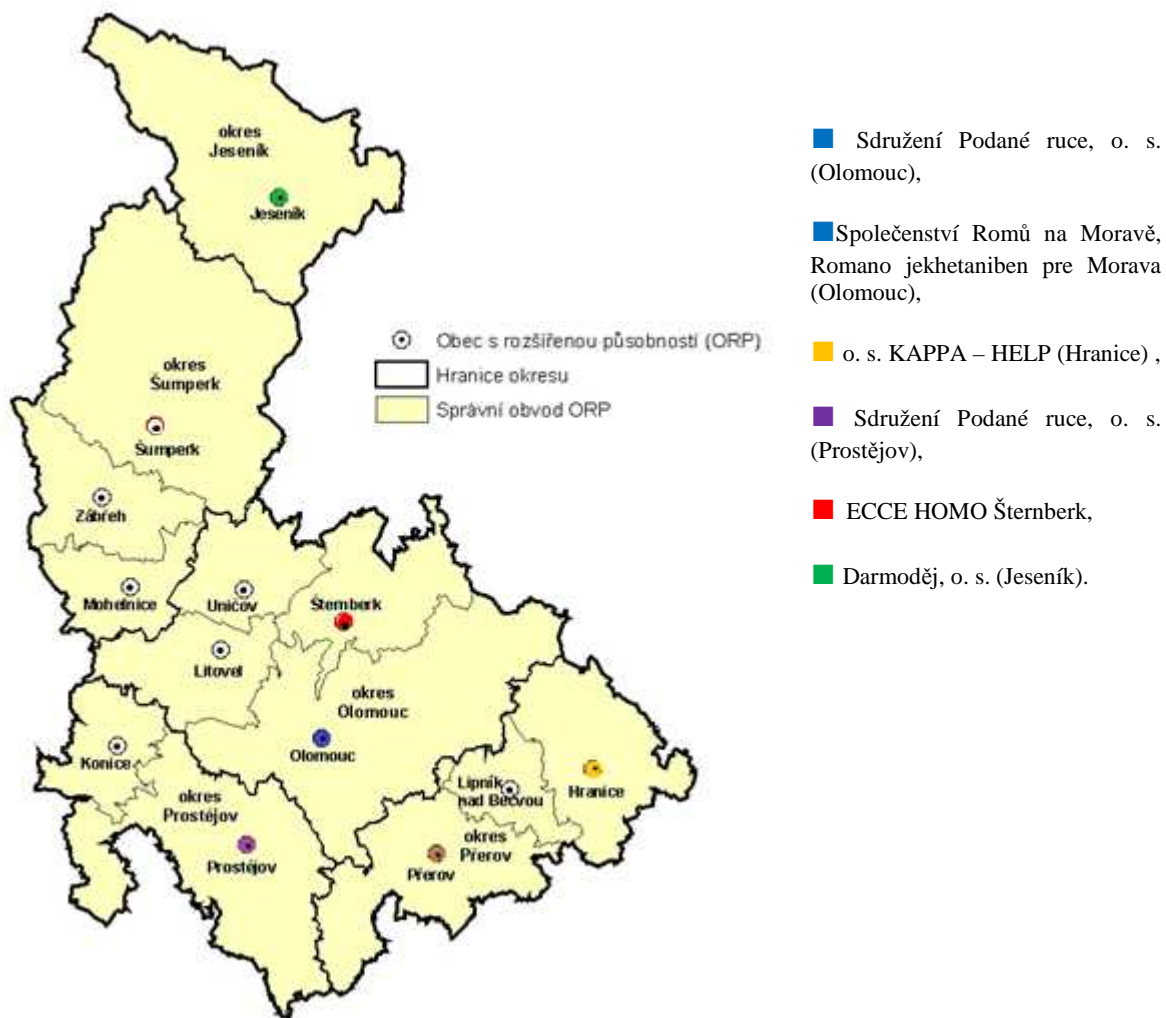 okres
Jeseník
Jeseník
okres
Šumperk
Šumperk
Zábřeh
Mohelnice
Uničov
Šternberk
Litovel
okres
Olomouc
Olomouc
Konice
okres
Prostějov
Prostějov
Lipník
nad Bečvou
Hranice
okres
Přerov
Přerov
Obec s rozšířenou působností (ORP)
Hranice okresu
Správní obvod ORP
Sdružení Podané ruce, o. s.
(Olomouc),
Společenství Romů na Moravě,
Romano jekhetaniben pre Morava
(Olomouc),
o. s. KAPPA – HELP (Hranice) ,
Sdružení Podané ruce, o. s.
(Prostějov),
ECCE HOMO Šternberk,
Darmoděj, o. s. (Jeseník).